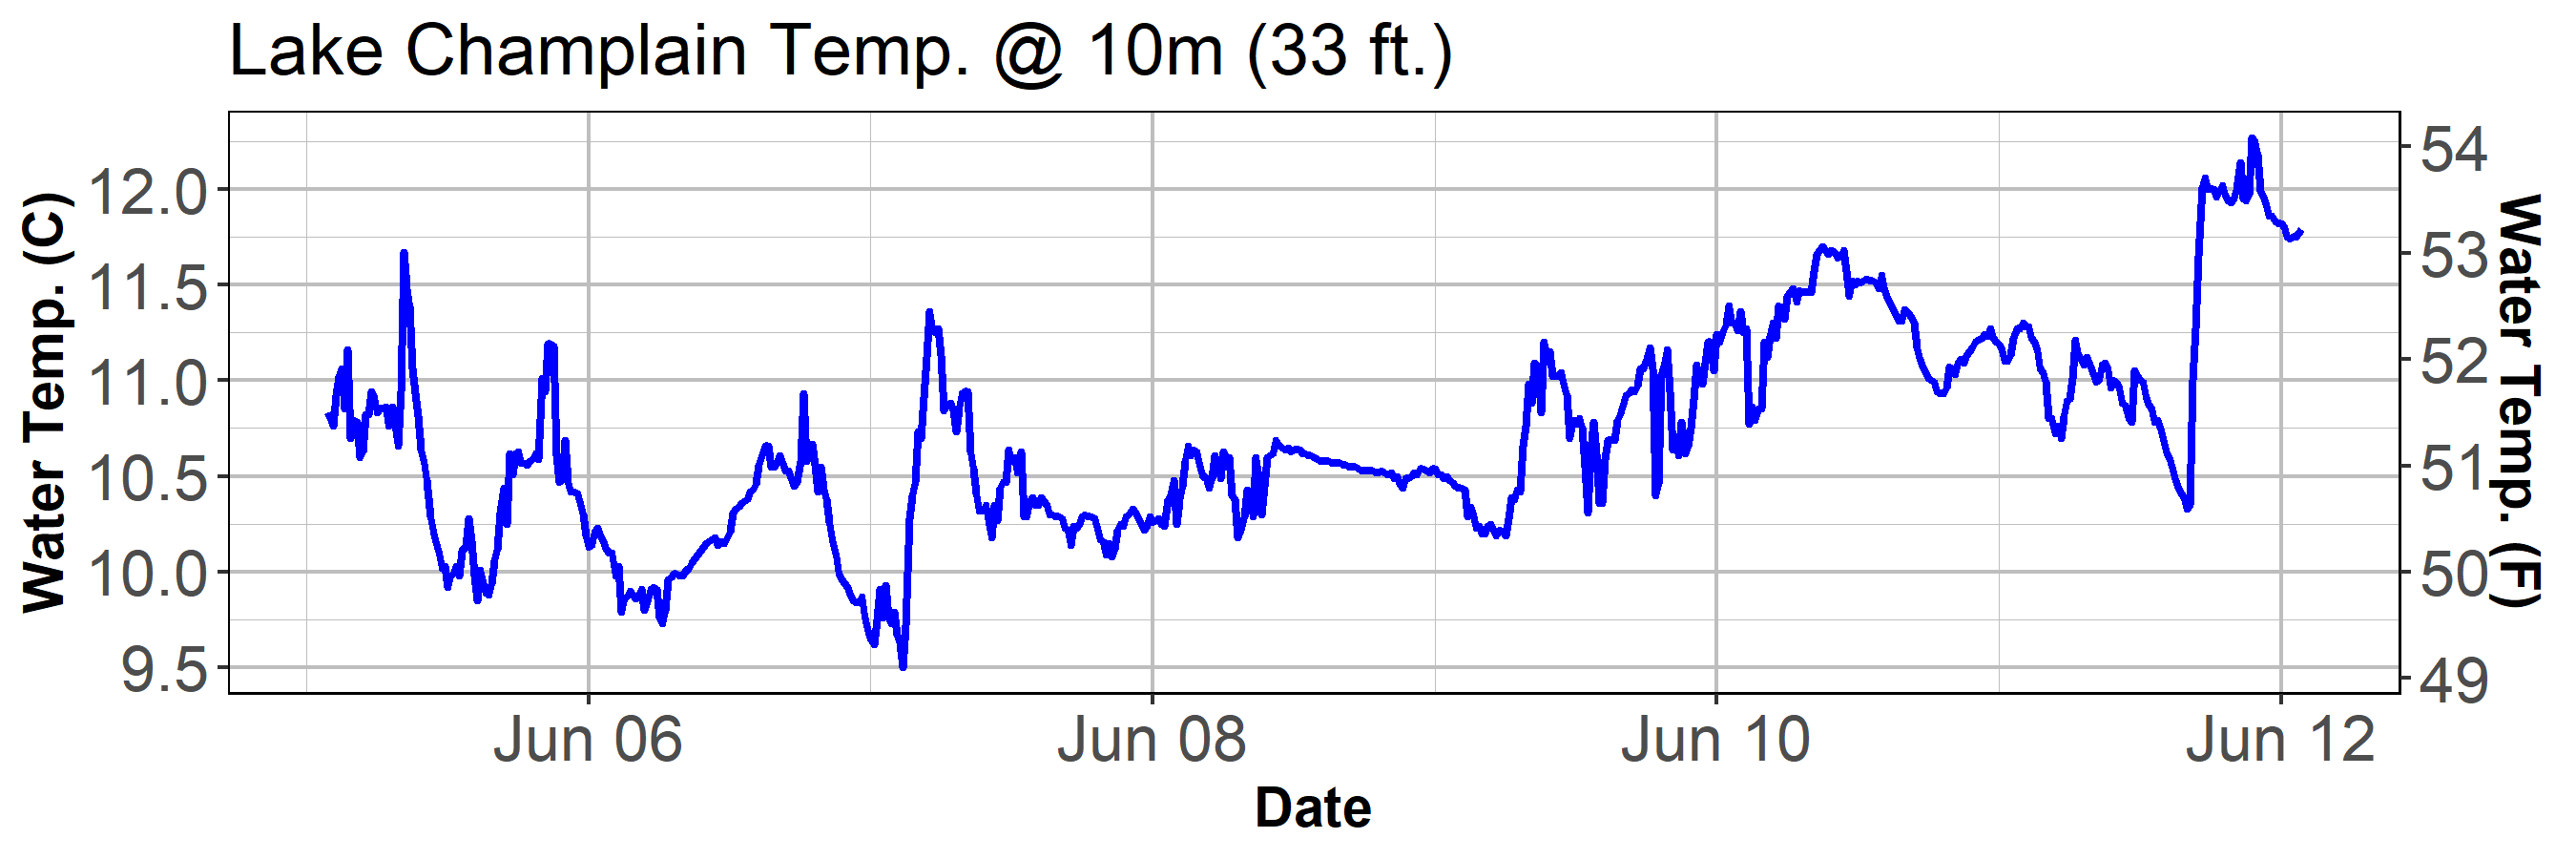 Lake Champlain Temp. @ 10m (33 ft.)
Water Temp. (C)
12.0
11.5
11.0
10.5
10.0
9.5
54
53
52
51
50
49
Water Temp. (F)
Jun 06 Jun 08 Jun 10 Jun 12
Date